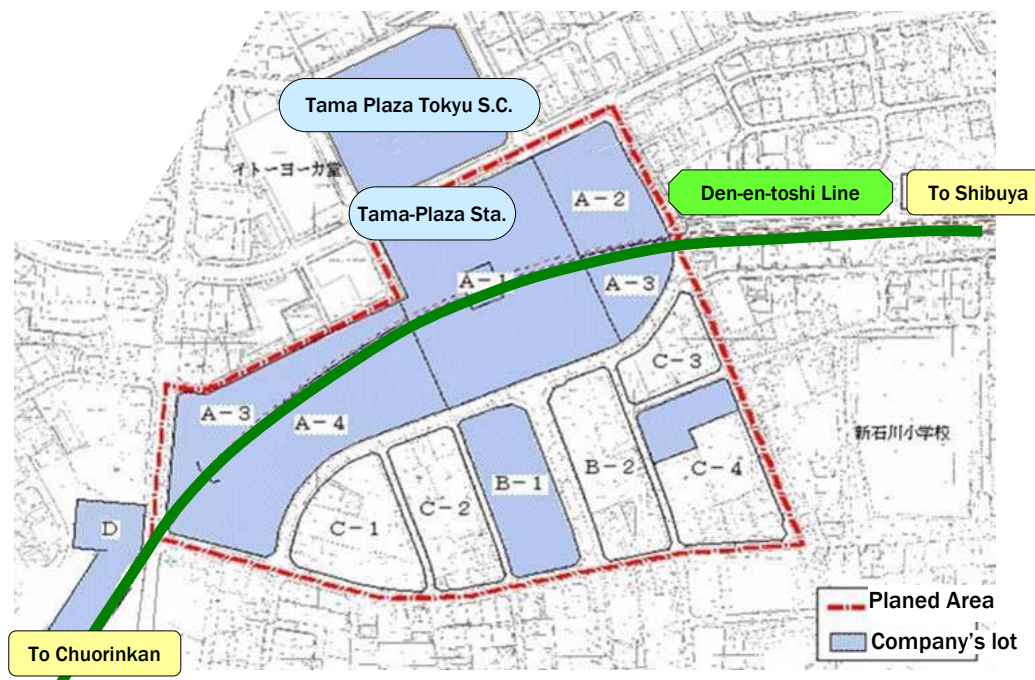 Tama Plaza Tokyu S.C.
イトーヨーカ堂
Tama-Plaza Sta.
Den-en-toshi Line
To Shibuya
A-2
A-1
A-3
C-3
A-3
A-4
新石川小学校
B-2
C-4
B-1
C-2
C-1
D
Planed Area
Company's lot
To Chuorinkan